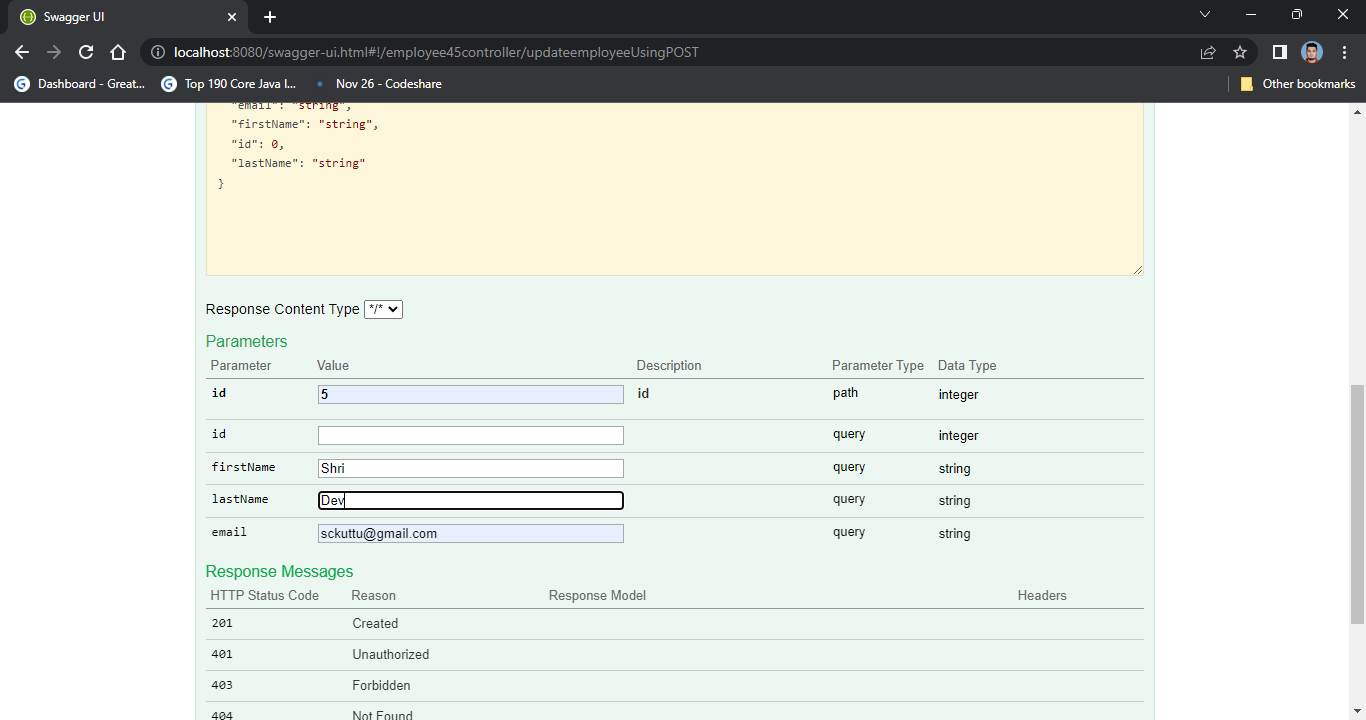 Swagger UI
localhost:8080/swagger-ui.html#!/employee45controller/updateemployeeUsingPOST
Dashboard - Great... Top 190 Core Java I... Nov 26 - Codeshare Other bookmarks
"email": "string",
"firstName": "string",
"id": 0,
"lastName": "string"
}
Response Content Type */*
Parameters
Parameter Value Description Parameter Type Data Type
id 5 id path integer
id query integer
firstName Shri query string
lastName Dev query string
email sckuttu@gmail.com query string
Response Messages
HTTP Status Code Reason Response Model Headers
201 Created
401 Unauthorized
403 Forbidden
404 Not Found